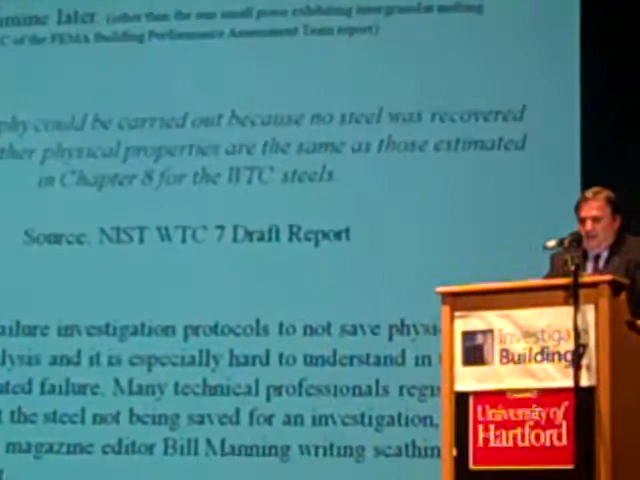 Later. (other than the one small piece exhibiting intergranular melting
C of the FEMA Building Performance Assessment Team report)
phy could be carried out because no steel was recovered
ther physical properties are the same as those estimated
in Chapter 8 for the WTC steels.
Source: NIST WTC 7 Draft Report
ailure investigation protocols to not save physi
lysis and it is especially hard to understand in
ted failure. Many technical professionals regi
t the steel not being saved for an investigation,
magazine editor Bill Manning writing scathin
Investiga
Building 7
University of
Hartford